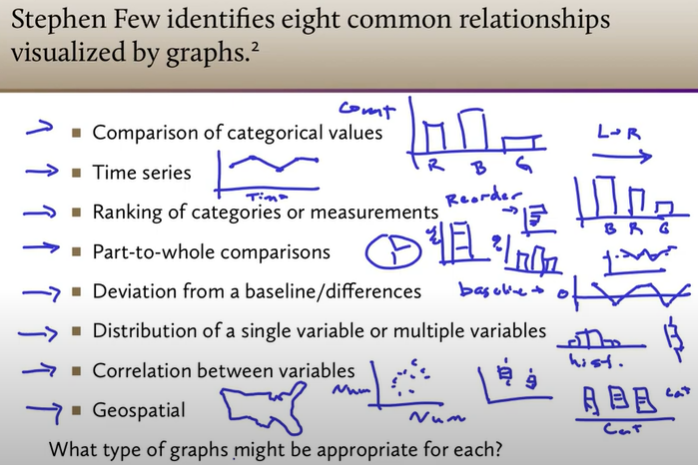 Stephen Few identifies eight common relationships
visualized by graphs.²
Count
Comparison of categorical values
R B G
L→R
Time series
Time
Reorder
Ranking of categories or measurements
B R G
Part-to-whole comparisons
%
%
Deviation from a baseline/differences
baseline → 0
Distribution of a single variable or multiple variables
hist.
Correlation between variables
Num
Num
Cat
Cat
Geospatial
What type of graphs might be appropriate for each?